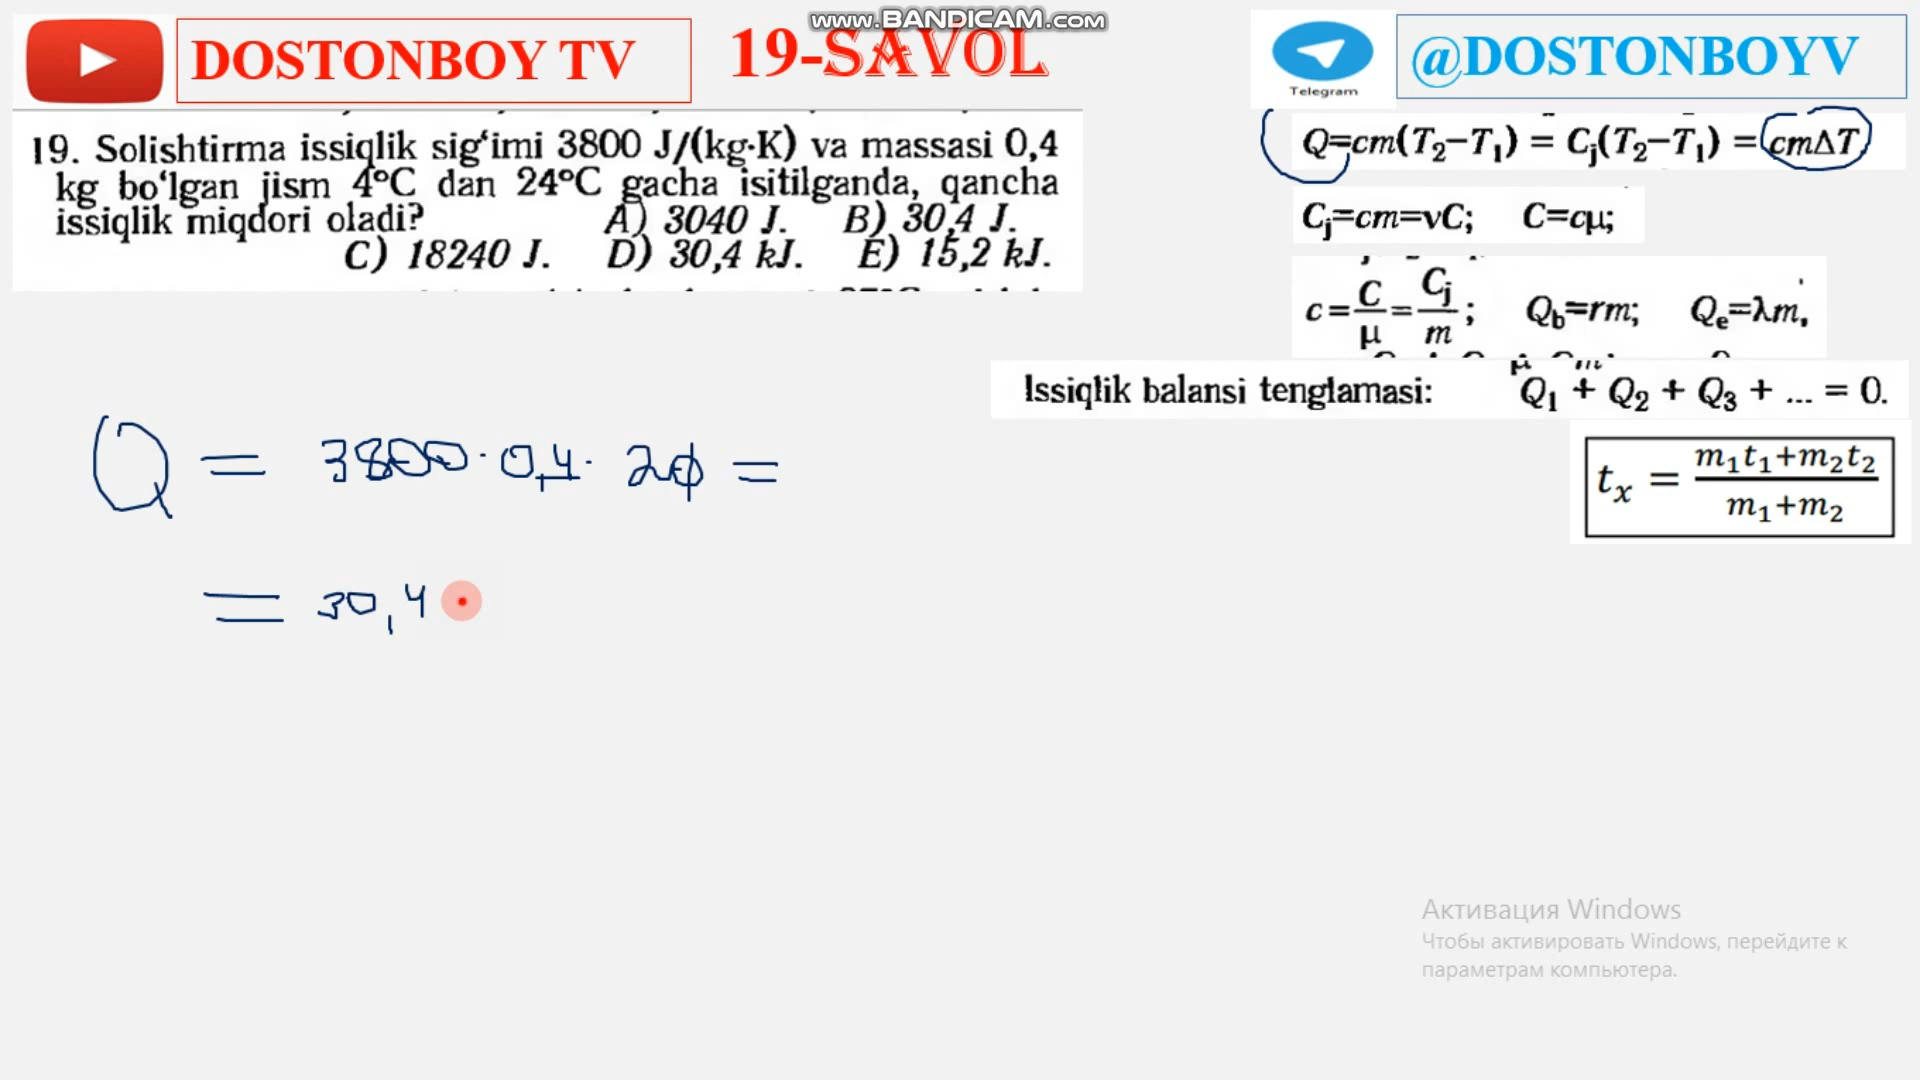 www.BANDICAM.com
DOSTONBOY TV
19-SAVOL
Telegram
@DOSTONBOYV
19. Solishtirma issiqlik sig‘imi 3800 J/(kg·K) va massasi 0,4
kg bo‘lgan jism 4°C dan 24°C gacha isitilganda, qancha
issiqlik miqdori oladi? A) 3040 J. B) 30,4 J.
C) 18240 J. D) 30,4 kJ. E) 15,2 kJ.
Q=cm(T₂−T₁) = Cⱼ(T₂−T₁) = cmΔT
Cⱼ=cm=νC; C=cμ;
c=C/μ=Cⱼ/m; Q_b=rm; Q_e=λm,
Issiqlik balansi tenglamasi: Q₁ + Q₂ + Q₃ + ... = 0.
tₓ = (m₁t₁+m₂t₂)/(m₁+m₂)
Q = 3800 · 0,4 · 20 =
= 30,4
Активация Windows
Чтобы активировать Windows, перейдите к
параметрам компьютера.